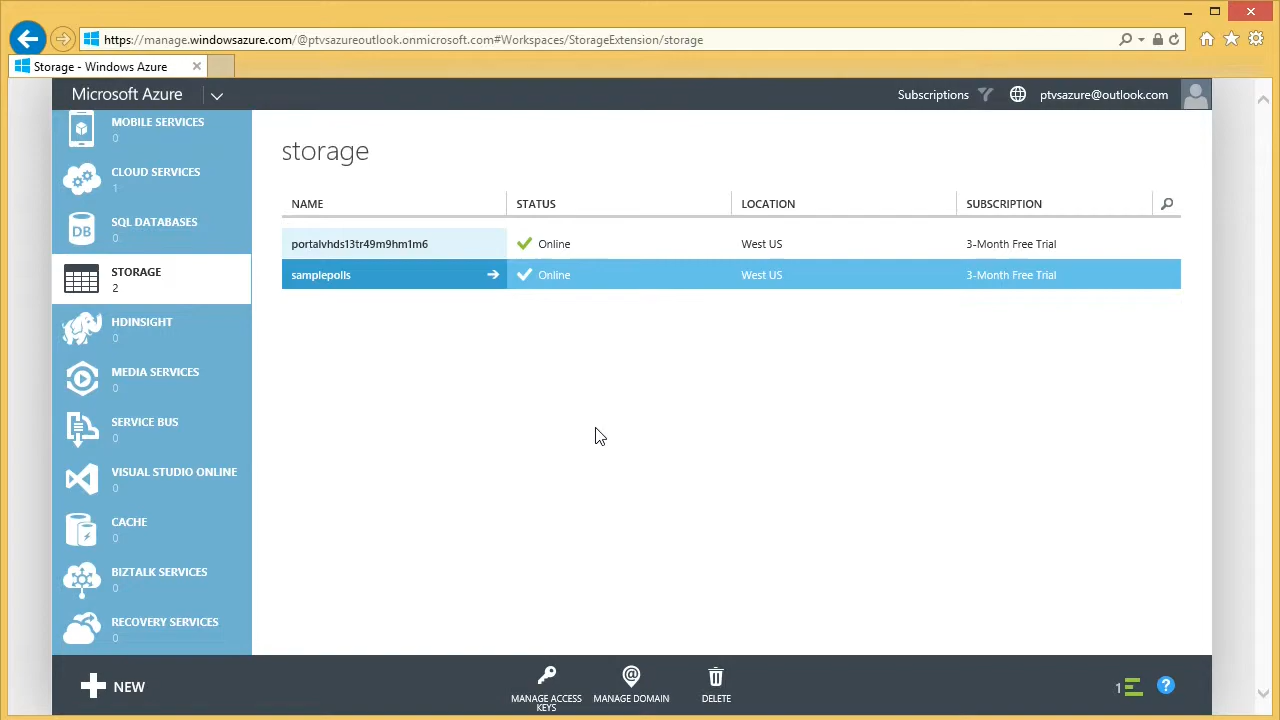 https://manage.windowsazure.com/@ptvsazureoutlook.onmicrosoft.com#Workspaces/StorageExtension/storage
Storage - Windows Azure
Microsoft Azure
Subscriptions
ptvsazure@outlook.com
MOBILE SERVICES
0
CLOUD SERVICES
1
SQL DATABASES
0
DB
STORAGE
2
HDINSIGHT
0
MEDIA SERVICES
0
SERVICE BUS
0
VISUAL STUDIO ONLINE
0
CACHE
0
BIZTALK SERVICES
0
RECOVERY SERVICES
0
storage
NAME STATUS LOCATION SUBSCRIPTION
portalvhds13tr49m9hm1m6 Online West US 3-Month Free Trial
samplepolls Online West US 3-Month Free Trial
NEW
MANAGE ACCESS
KEYS
MANAGE DOMAIN
DELETE
1
?